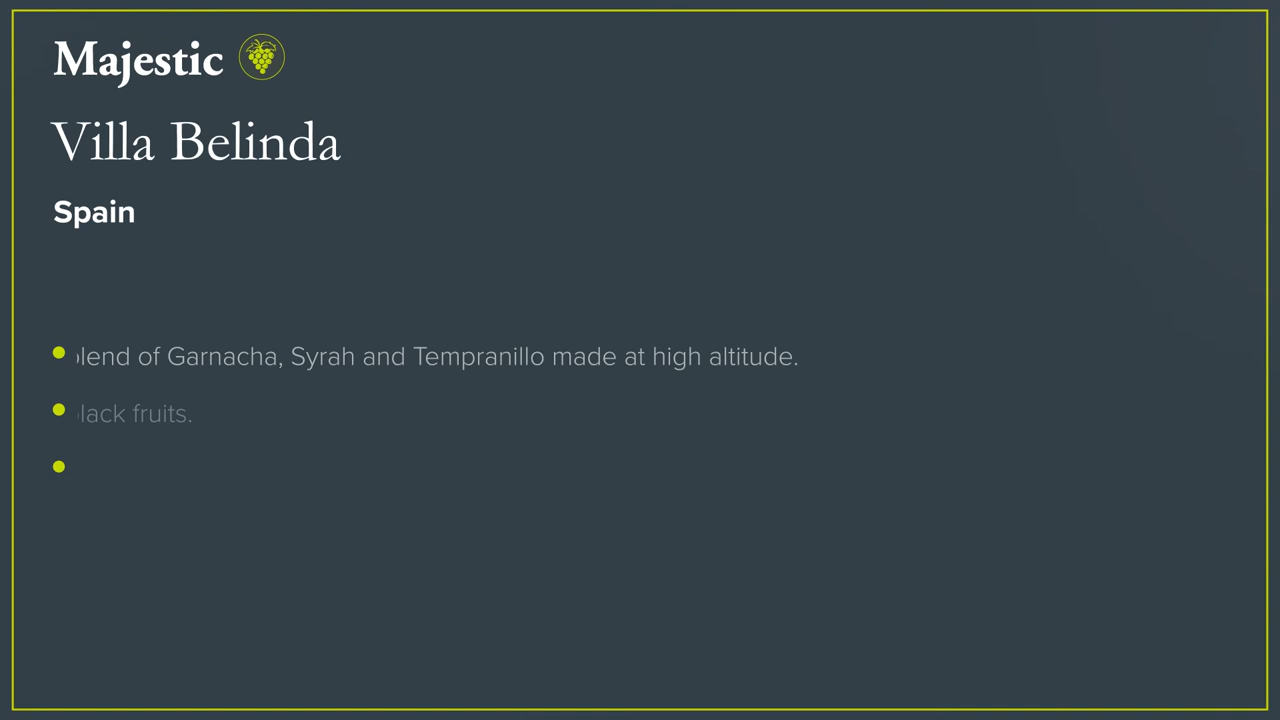 Majestic
Villa Belinda
Spain
lend of Garnacha, Syrah and Tempranillo made at high altitude.
lack fruits.